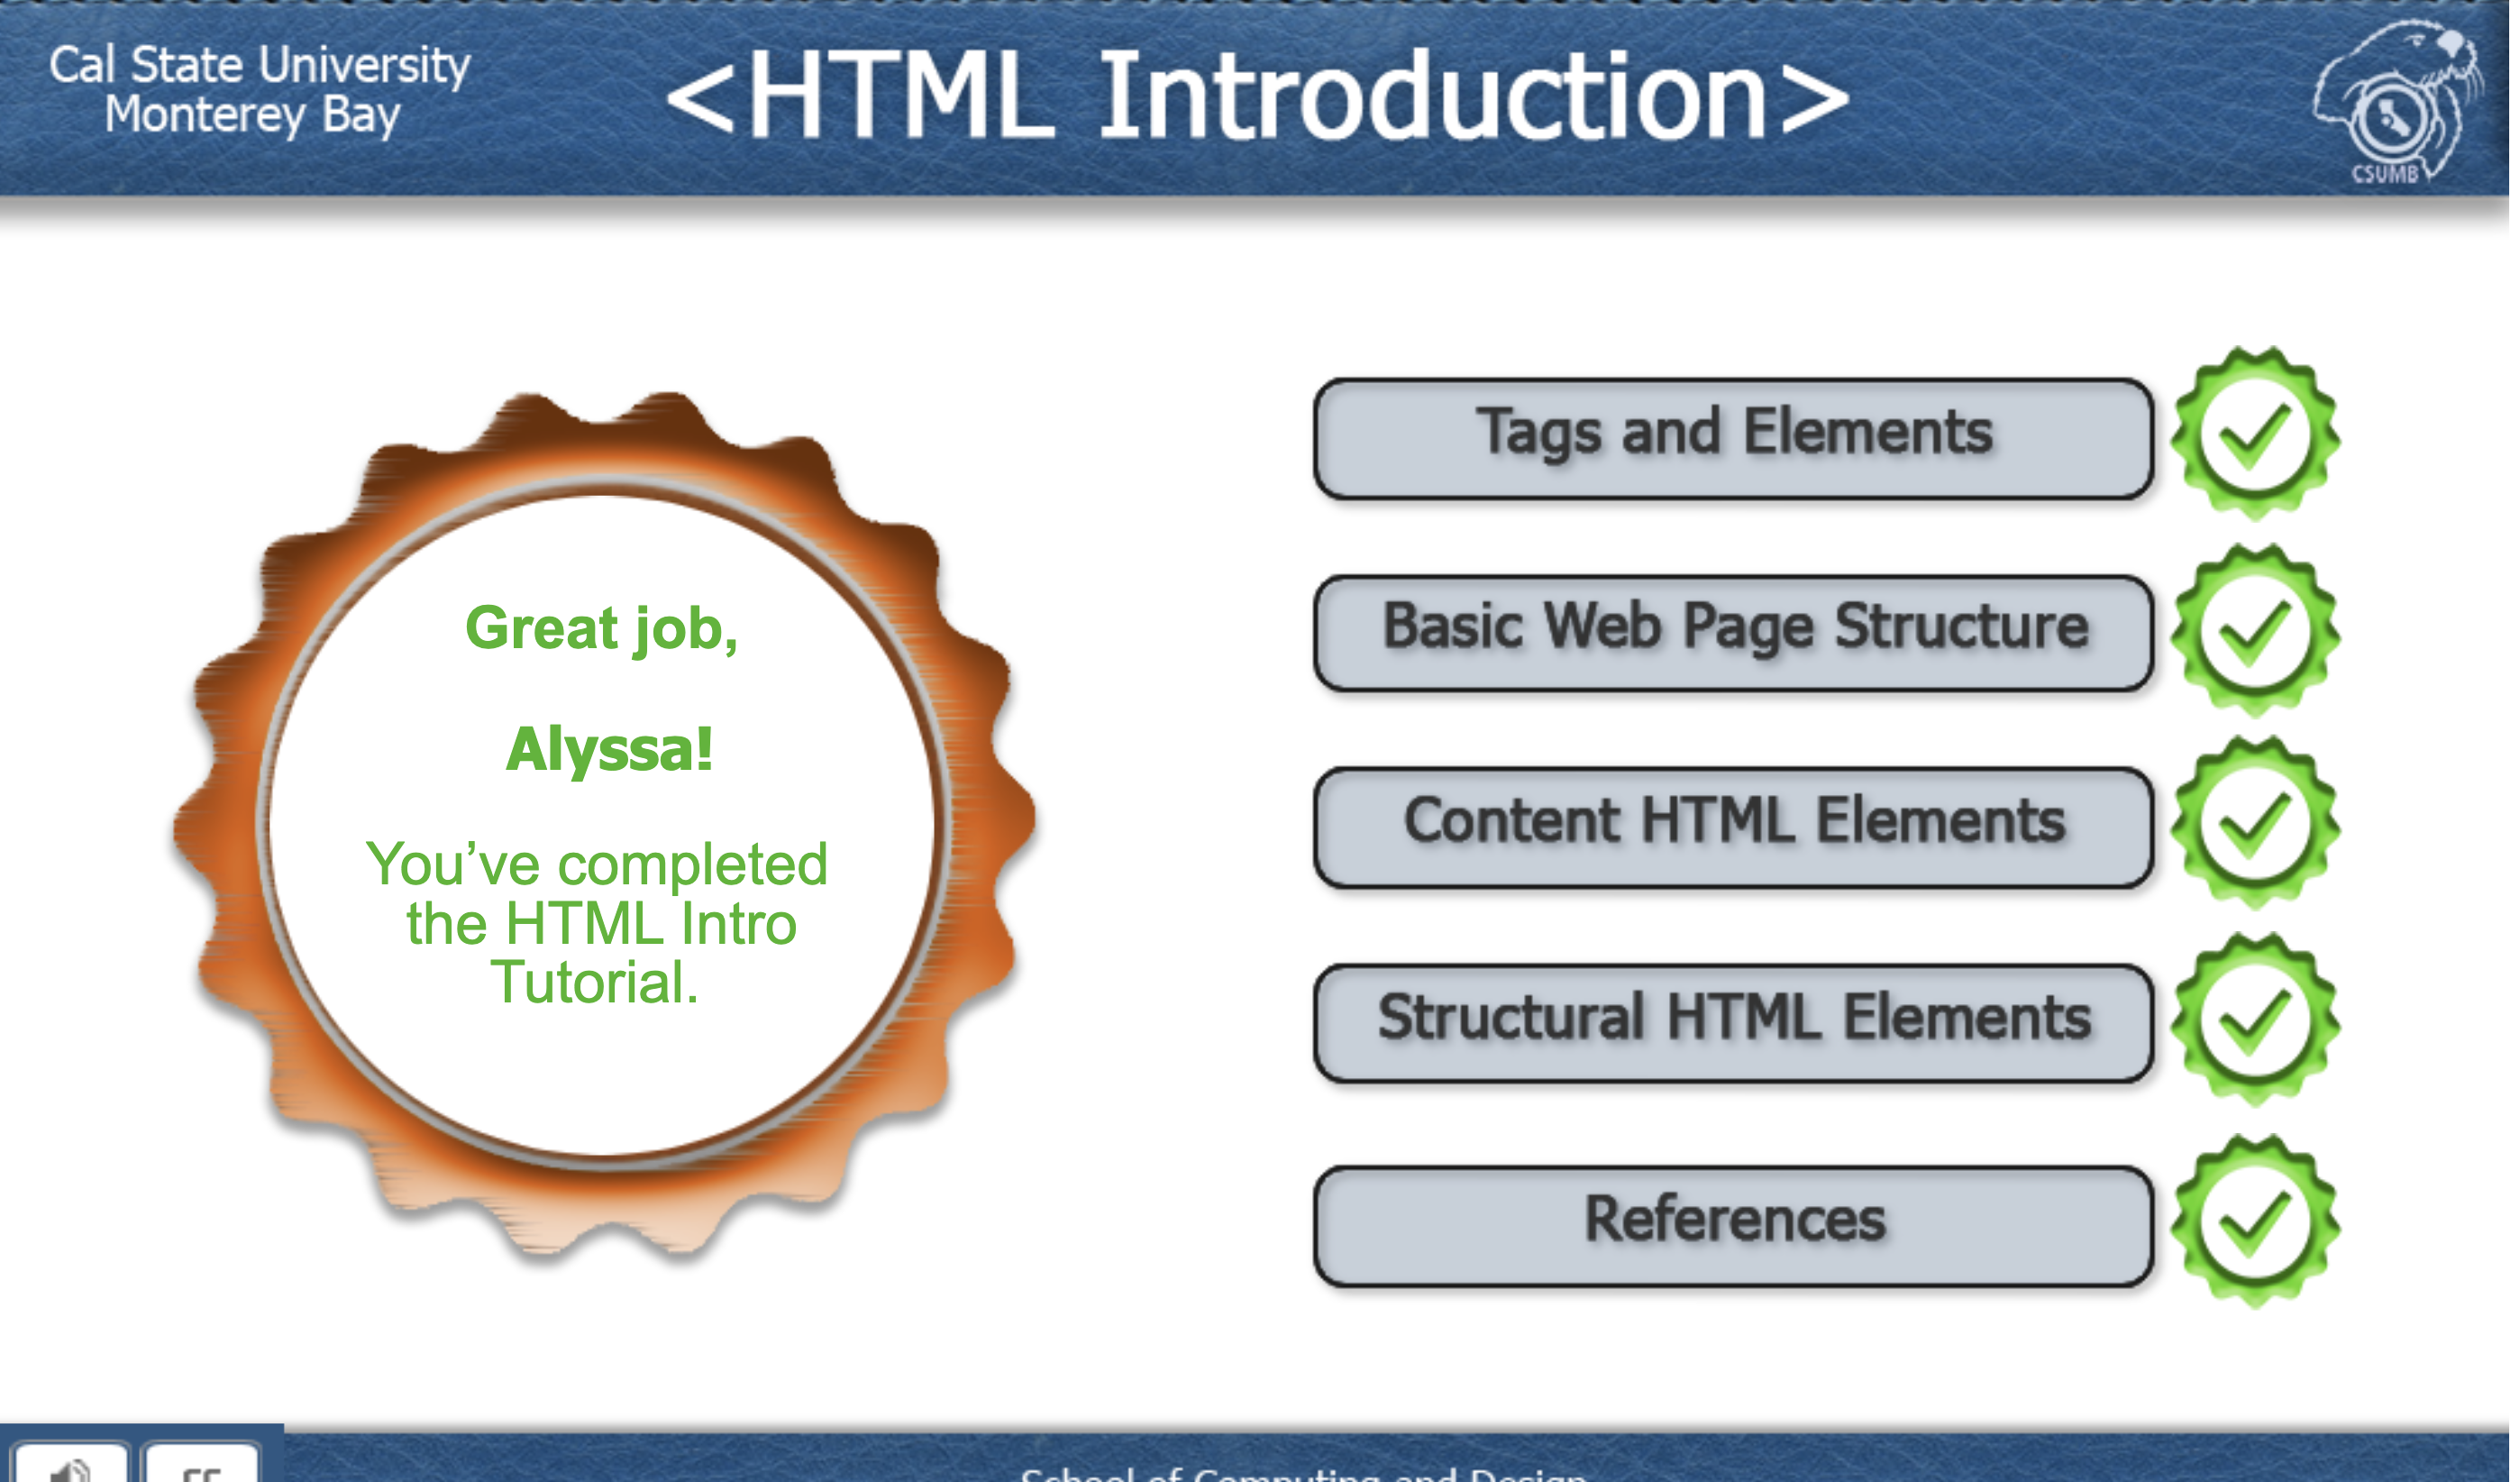 Cal State University
Monterey Bay
<HTML Introduction>
CSUMB
Great job,
Alyssa!
You’ve completed
the HTML Intro
Tutorial.
Tags and Elements
Basic Web Page Structure
Content HTML Elements
Structural HTML Elements
References
School of Computing and Design